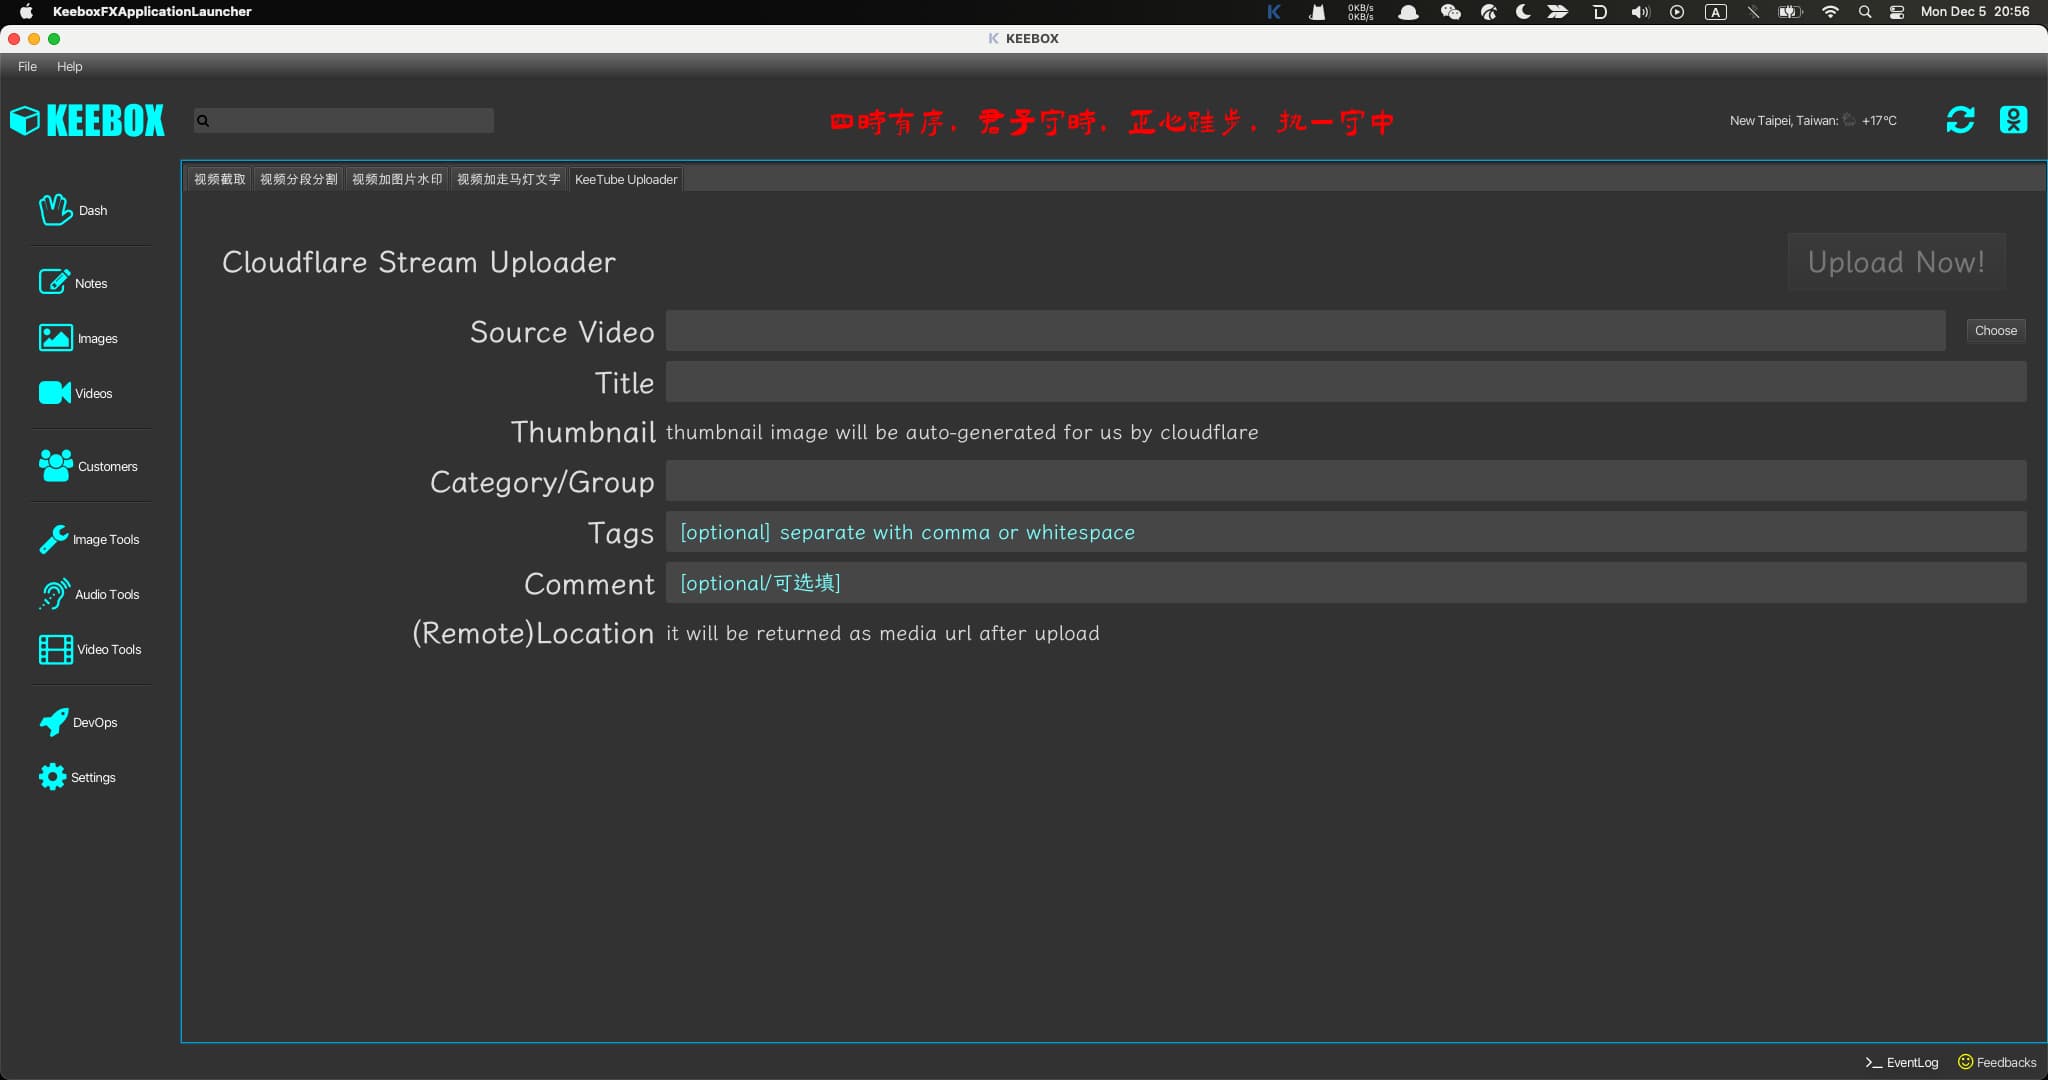 KeeboxFXApplicationLauncher
0KB/s
0KB/s
A
Mon Dec 5 20:56
K KEEBOX
File Help
KEEBOX
四時有序，君子守時，正心跬步，执一守中
New Taipei, Taiwan: +17°C
视频截取 视频分段分割 视频加图片水印 视频加走马灯文字 KeeTube Uploader
Dash
Notes
Images
Videos
Customers
Image Tools
Audio Tools
Video Tools
DevOps
Settings
Cloudflare Stream Uploader
Upload Now!
Source Video
Choose
Title
Thumbnail thumbnail image will be auto-generated for us by cloudflare
Category/Group
Tags [optional] separate with comma or whitespace
Comment [optional/可选填]
(Remote)Location it will be returned as media url after upload
EventLog Feedbacks